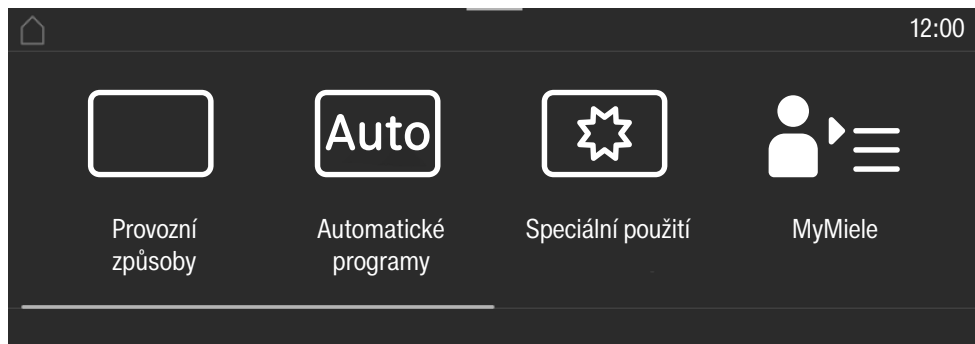 12:00
Auto
Provozní
způsoby
Automatické
programy
Speciální použití
MyMiele